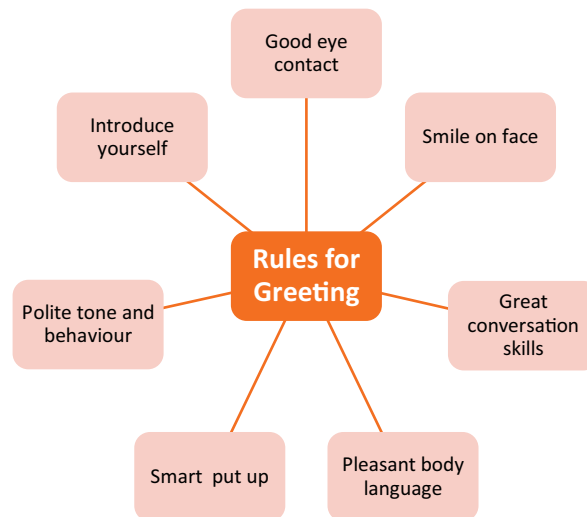 Good eye
contact
Smile on face
Great
conversation
skills
Pleasant body
language
Smart put up
Polite tone and
behaviour
Introduce
yourself
Rules for
Greeting